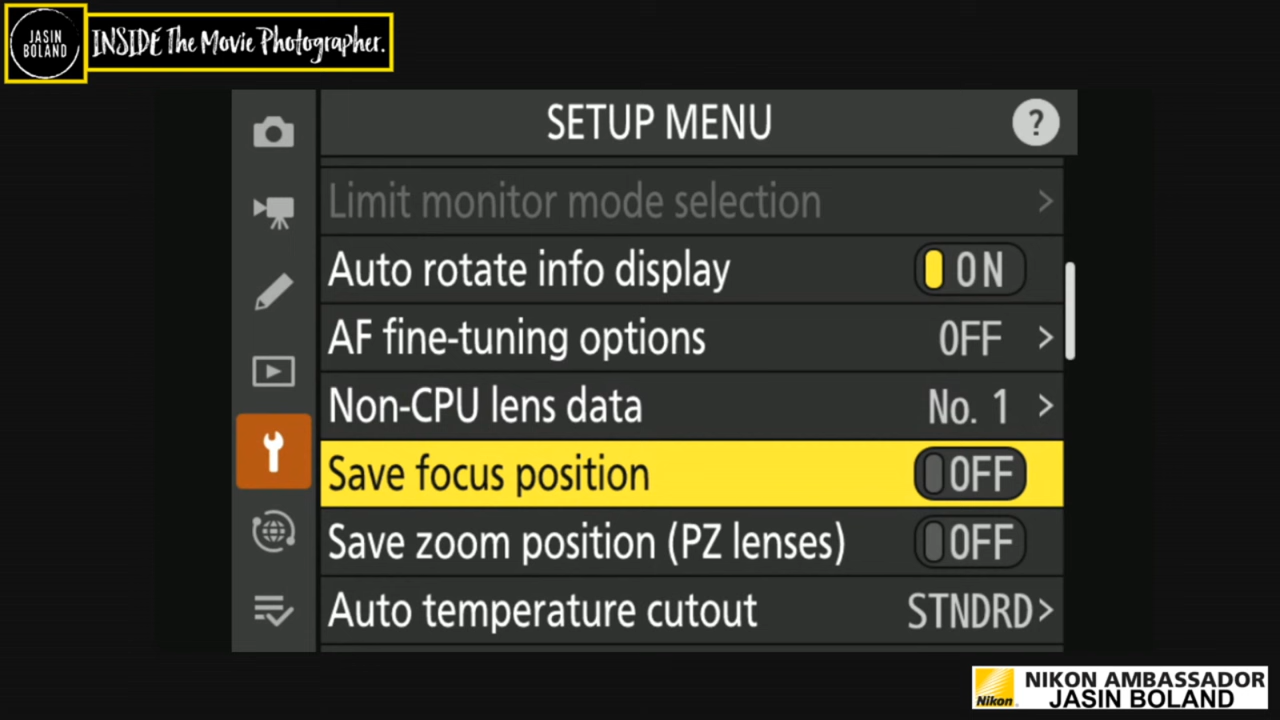 JASIN
BOLAND
INSIDE The Movie Photographer.
SETUP MENU
?
Limit monitor mode selection >
Auto rotate info display ON
AF fine-tuning options OFF >
Non-CPU lens data No. 1 >
Save focus position OFF
Save zoom position (PZ lenses) OFF
Auto temperature cutout STNDRD>
Nikon
NIKON AMBASSADOR
JASIN BOLAND